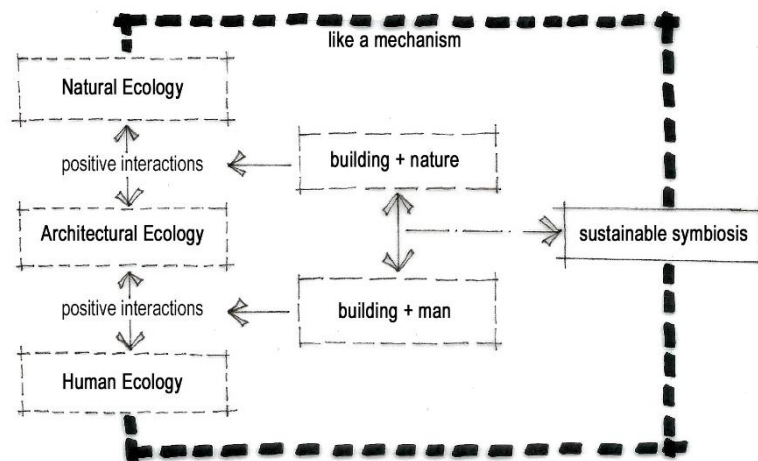 like a mechanism
Natural Ecology
positive interactions
building + nature
Architectural Ecology
sustainable symbiosis
positive interactions
building + man
Human Ecology